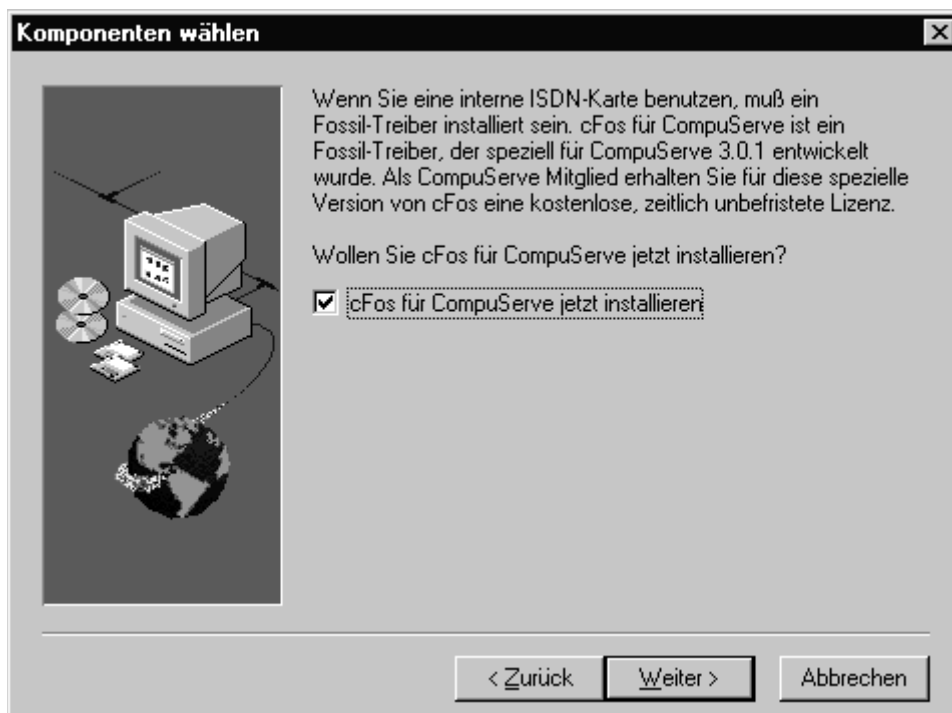 Komponenten wählen
Wenn Sie eine interne ISDN-Karte benutzen, muß ein
Fossil-Treiber installiert sein. cFos für CompuServe ist ein
Fossil-Treiber, der speziell für CompuServe 3.0.1 entwickelt
wurde. Als CompuServe Mitglied erhalten Sie für diese spezielle
Version von cFos eine kostenlose, zeitlich unbefristete Lizenz.
Wollen Sie cFos für CompuServe jetzt installieren?
cFos für CompuServe jetzt installieren
< Zurück
Weiter >
Abbrechen